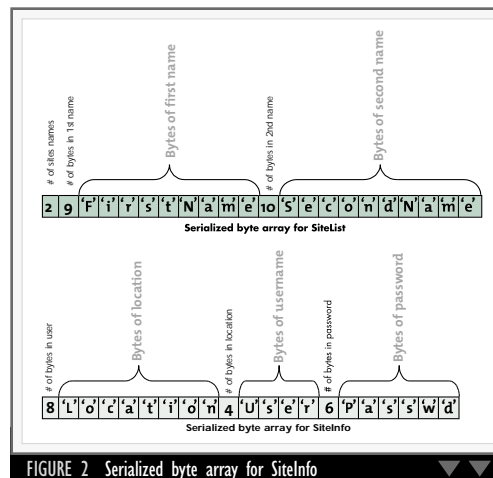 # of sites names
# of bytes in 1st name
Bytes of first name
# of bytes in 2nd name
Bytes of second name
2 9 'F' 'i' 'r' 's' 't' 'N' 'a' 'm' 'e' 10 'S' 'e' 'c' 'o' 'n' 'd' 'N' 'a' 'm' 'e'
Serialized byte array for SiteList
# of bytes in user
Bytes of location
# of bytes in location
Bytes of username
# of bytes in password
Bytes of password
8 'L' 'o' 'c' 'a' 't' 'i' 'o' 'n' 4 'U' 's' 'e' 'r' 6 'P' 'a' 's' 's' 'w' 'd'
Serialized byte array for SiteInfo
FIGURE 2 Serialized byte array for SiteInfo